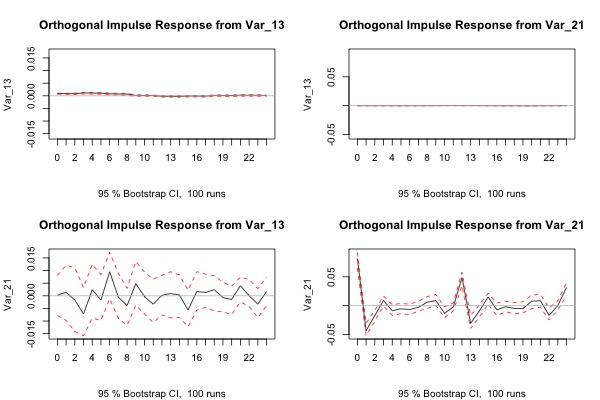 Orthogonal Impulse Response from Var_13
Var_13
0.015
0.000
-0.015
0 2 4 6 8 10 13 16 19 22
95 % Bootstrap CI, 100 runs
Orthogonal Impulse Response from Var_21
Var_13
0.05
-0.05
0 2 4 6 8 10 13 16 19 22
95 % Bootstrap CI, 100 runs
Orthogonal Impulse Response from Var_13
Var_21
0.015
0.000
-0.015
0 2 4 6 8 10 13 16 19 22
95 % Bootstrap CI, 100 runs
Orthogonal Impulse Response from Var_21
Var_21
0.05
-0.05
0 2 4 6 8 10 13 16 19 22
95 % Bootstrap CI, 100 runs